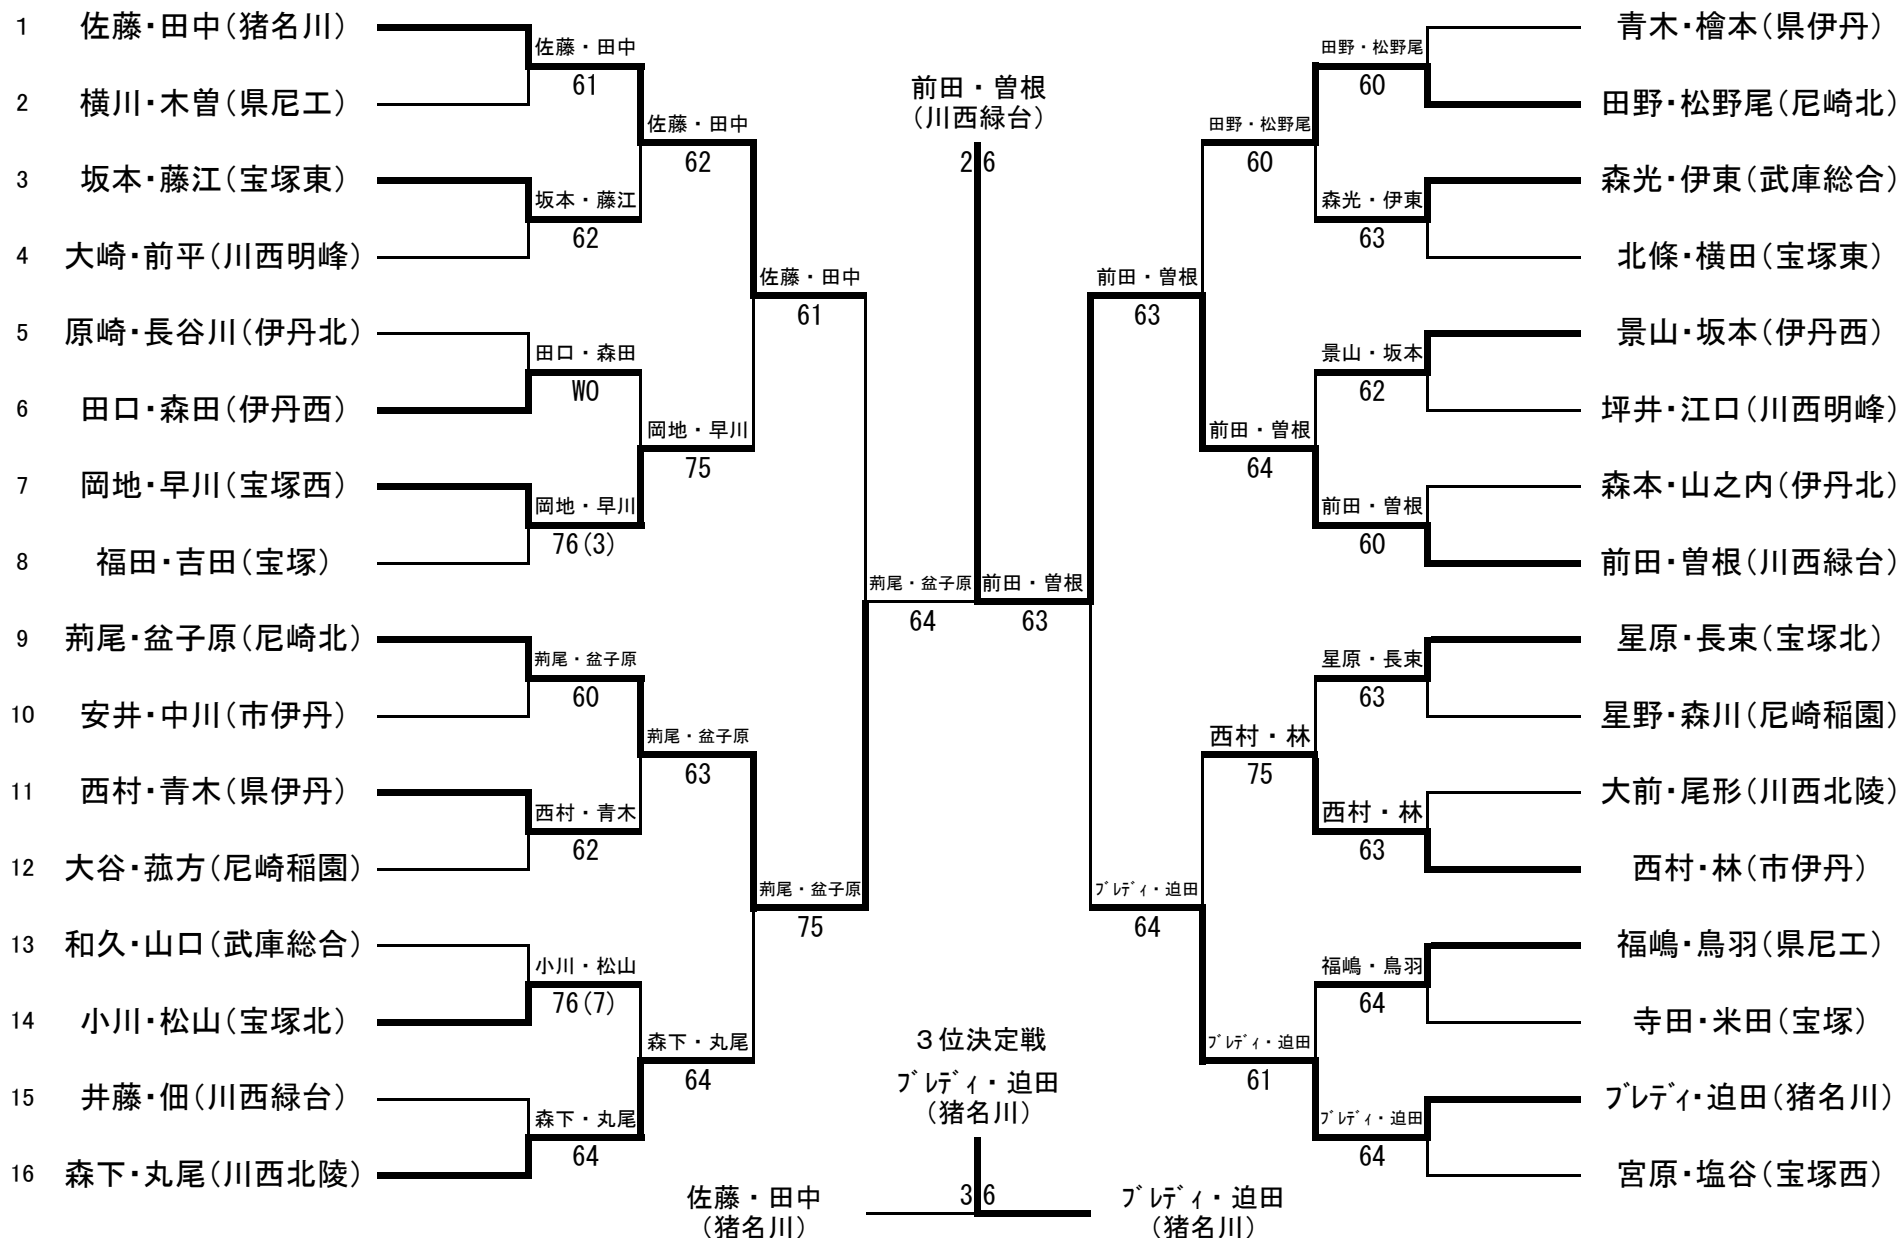 1 佐藤・田中(猪名川)
2 横川・木曽(県尼工)
3 坂本・藤江(宝塚東)
4 大崎・前平(川西明峰)
5 原崎・長谷川(伊丹北)
6 田口・森田(伊丹西)
7 岡地・早川(宝塚西)
8 福田・吉田(宝塚)
9 荊尾・盆子原(尼崎北)
10 安井・中川(市伊丹)
11 西村・青木(県伊丹)
12 大谷・菰方(尼崎稲園)
13 和久・山口(武庫総合)
14 小川・松山(宝塚北)
15 井藤・佃(川西緑台)
16 森下・丸尾(川西北陵)
佐藤・田中
61
坂本・藤江
62
田口・森田
WO
岡地・早川
76(3)
荊尾・盆子原
60
西村・青木
62
小川・松山
76(7)
森下・丸尾
64
佐藤・田中
62
岡地・早川
75
荊尾・盆子原
63
森下・丸尾
64
佐藤・田中
61
荊尾・盆子原
75
荊尾・盆子原
64
前田・曽根
(川西緑台)
2 6
前田・曽根
63
3位決定戦
ブレディ・迫田
(猪名川)
3 6
佐藤・田中
(猪名川)
ブレディ・迫田
(猪名川)
前田・曽根
63
ブレディ・迫田
64
田野・松野尾
60
前田・曽根
64
西村・林
75
ブレディ・迫田
61
田野・松野尾
60
森光・伊東
63
景山・坂本
62
前田・曽根
60
星原・長束
63
西村・林
63
福嶋・鳥羽
64
ブレディ・迫田
64
青木・檜本(県伊丹)
田野・松野尾(尼崎北)
森光・伊東(武庫総合)
北條・横田(宝塚東)
景山・坂本(伊丹西)
坪井・江口(川西明峰)
森本・山之内(伊丹北)
前田・曽根(川西緑台)
星原・長束(宝塚北)
星野・森川(尼崎稲園)
大前・尾形(川西北陵)
西村・林(市伊丹)
福嶋・鳥羽(県尼工)
寺田・米田(宝塚)
ブレディ・迫田(猪名川)
宮原・塩谷(宝塚西)